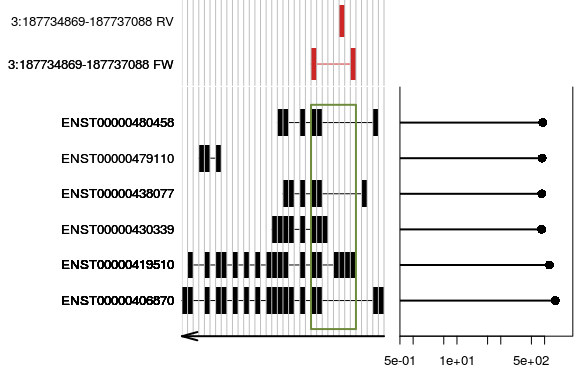 3:187734869-187737088 RV
3:187734869-187737088 FW
ENST00000480458
ENST00000479110
ENST00000438077
ENST00000430339
ENST00000419510
ENST00000406870
5e-01 1e+01 5e+02